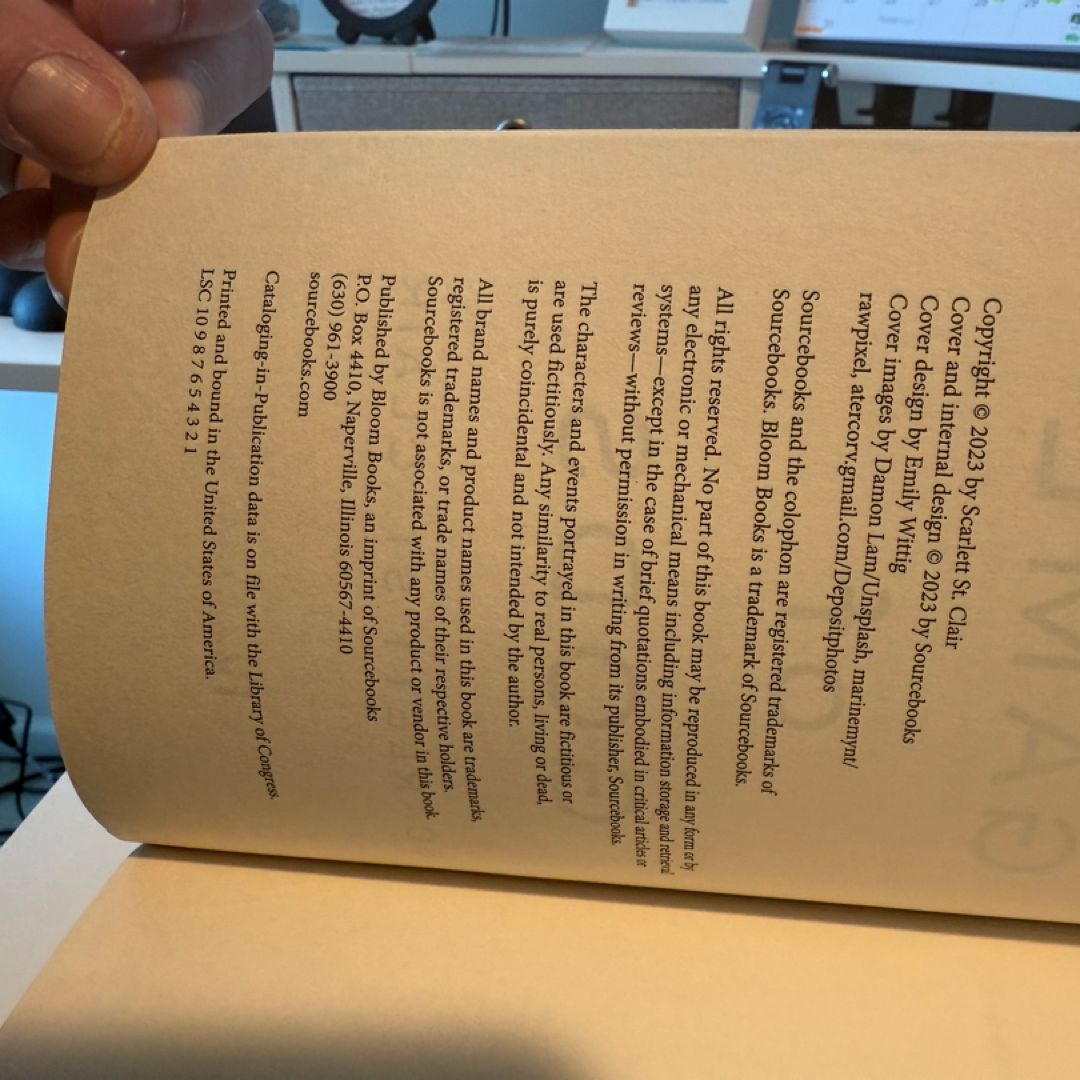 Copyright © 2023 by Scarlett St. Clair
Cover and internal design © 2023 by Sourcebooks
Cover design by Emily Wittig
Cover images by Damon Lam/Unsplash, marinemynt/
rawpixel, atercorv.gmail.com/Depositphotos
Sourcebooks and the colophon are registered trademarks of
Sourcebooks. Bloom Books is a trademark of Sourcebooks.
All rights reserved. No part of this book may be reproduced in any form or by
any electronic or mechanical means including information storage and retrieval
systems—except in the case of brief quotations embodied in critical articles or
reviews—without permission in writing from its publisher, Sourcebooks.
The characters and events portrayed in this book are fictitious or
are used fictitiously. Any similarity to real persons, living or dead,
is purely coincidental and not intended by the author.
All brand names and product names used in this book are trademarks,
registered trademarks, or trade names of their respective holders.
Sourcebooks is not associated with any product or vendor in this book.
Published by Bloom Books, an imprint of Sourcebooks
P.O. Box 4410, Naperville, Illinois 60567-4410
(630) 961-3900
sourcebooks.com
Cataloging-in-Publication data is on file with the Library of Congress.
Printed and bound in the United States of America.
LSC 10 9 8 7 6 5 4 3 2 1